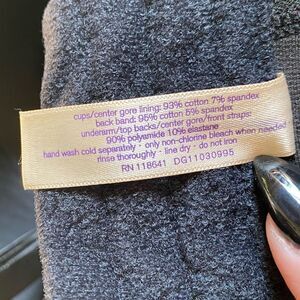 cups/center gore lining: 93% cotton 7% spandex
back band: 95% cotton 5% spandex
underarm/top backs/center gore/front straps:
90% polyamide 10% elastane
hand wash cold separately · only non-chlorine bleach when needed
rinse thoroughly · line dry · do not iron
RN 118641 DG11030995